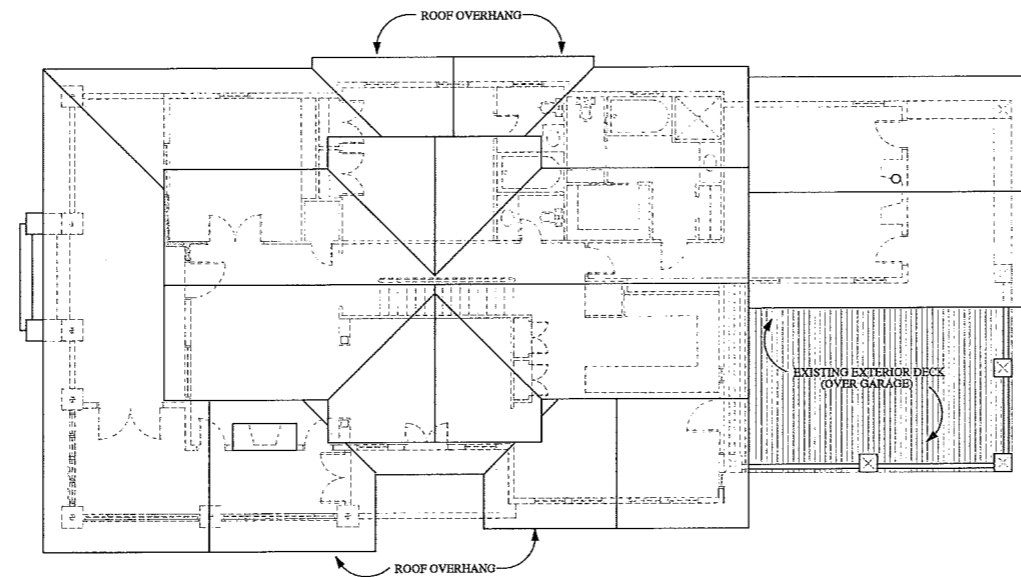 ROOF OVERHANG
EXISTING EXTERIOR DECK
(OVER GARAGE)
ROOF OVERHANG